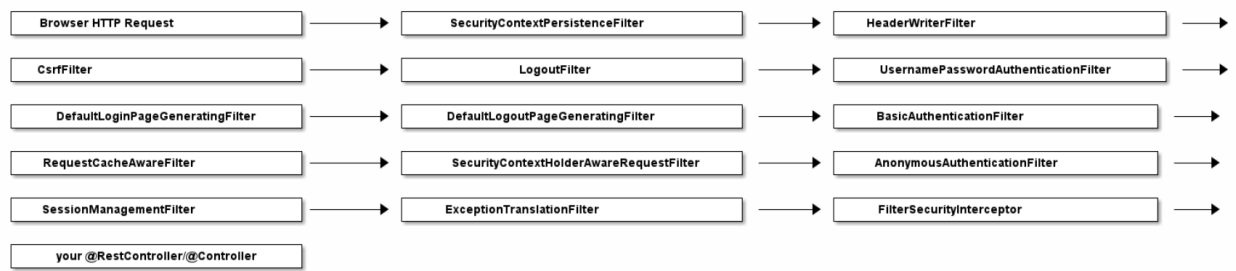 Browser HTTP Request
SecurityContextPersistenceFilter
HeaderWriterFilter
CsrfFilter
LogoutFilter
UsernamePasswordAuthenticationFilter
DefaultLoginPageGeneratingFilter
DefaultLogoutPageGeneratingFilter
BasicAuthenticationFilter
RequestCacheAwareFilter
SecurityContextHolderAwareRequestFilter
AnonymousAuthenticationFilter
SessionManagementFilter
ExceptionTranslationFilter
FilterSecurityInterceptor
your @RestController/@Controller